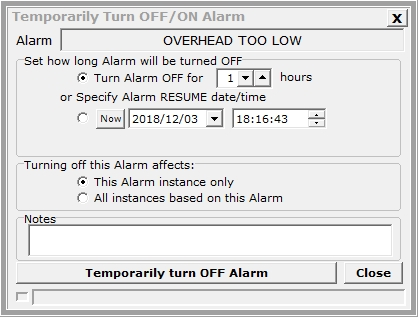 Temporarily Turn OFF/ON Alarm X
Alarm OVERHEAD TOO LOW
Set how long Alarm will be turned OFF
Turn Alarm OFF for 1 hours
or Specify Alarm RESUME date/time
Now 2018/12/03 18:16:43
Turning off this Alarm affects:
This Alarm instance only
All instances based on this Alarm
Notes
Temporarily turn OFF Alarm Close